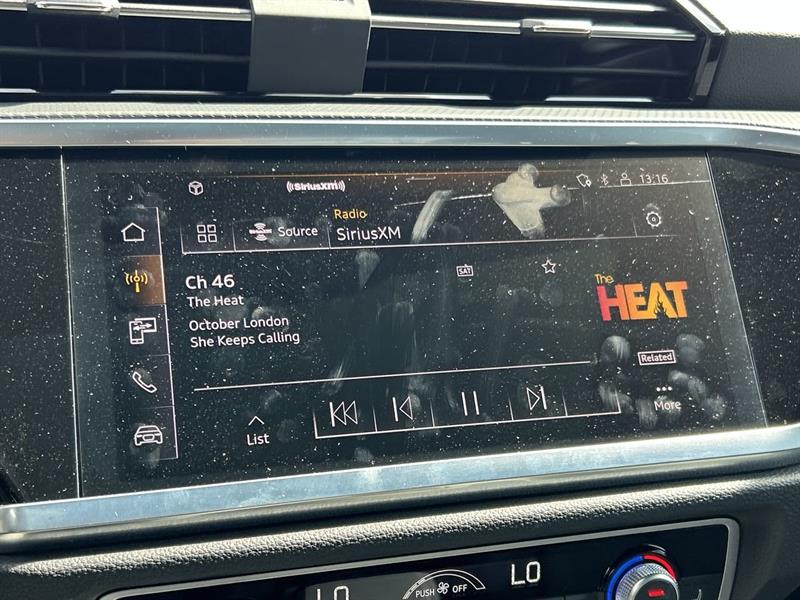 ((SiriusXM))
13:16
Radio
Source SiriusXM
Ch 46
SAT
The Heat
The
HEAT
October London
She Keeps Calling
Related
List
More
LO
PUSH OFF
LO